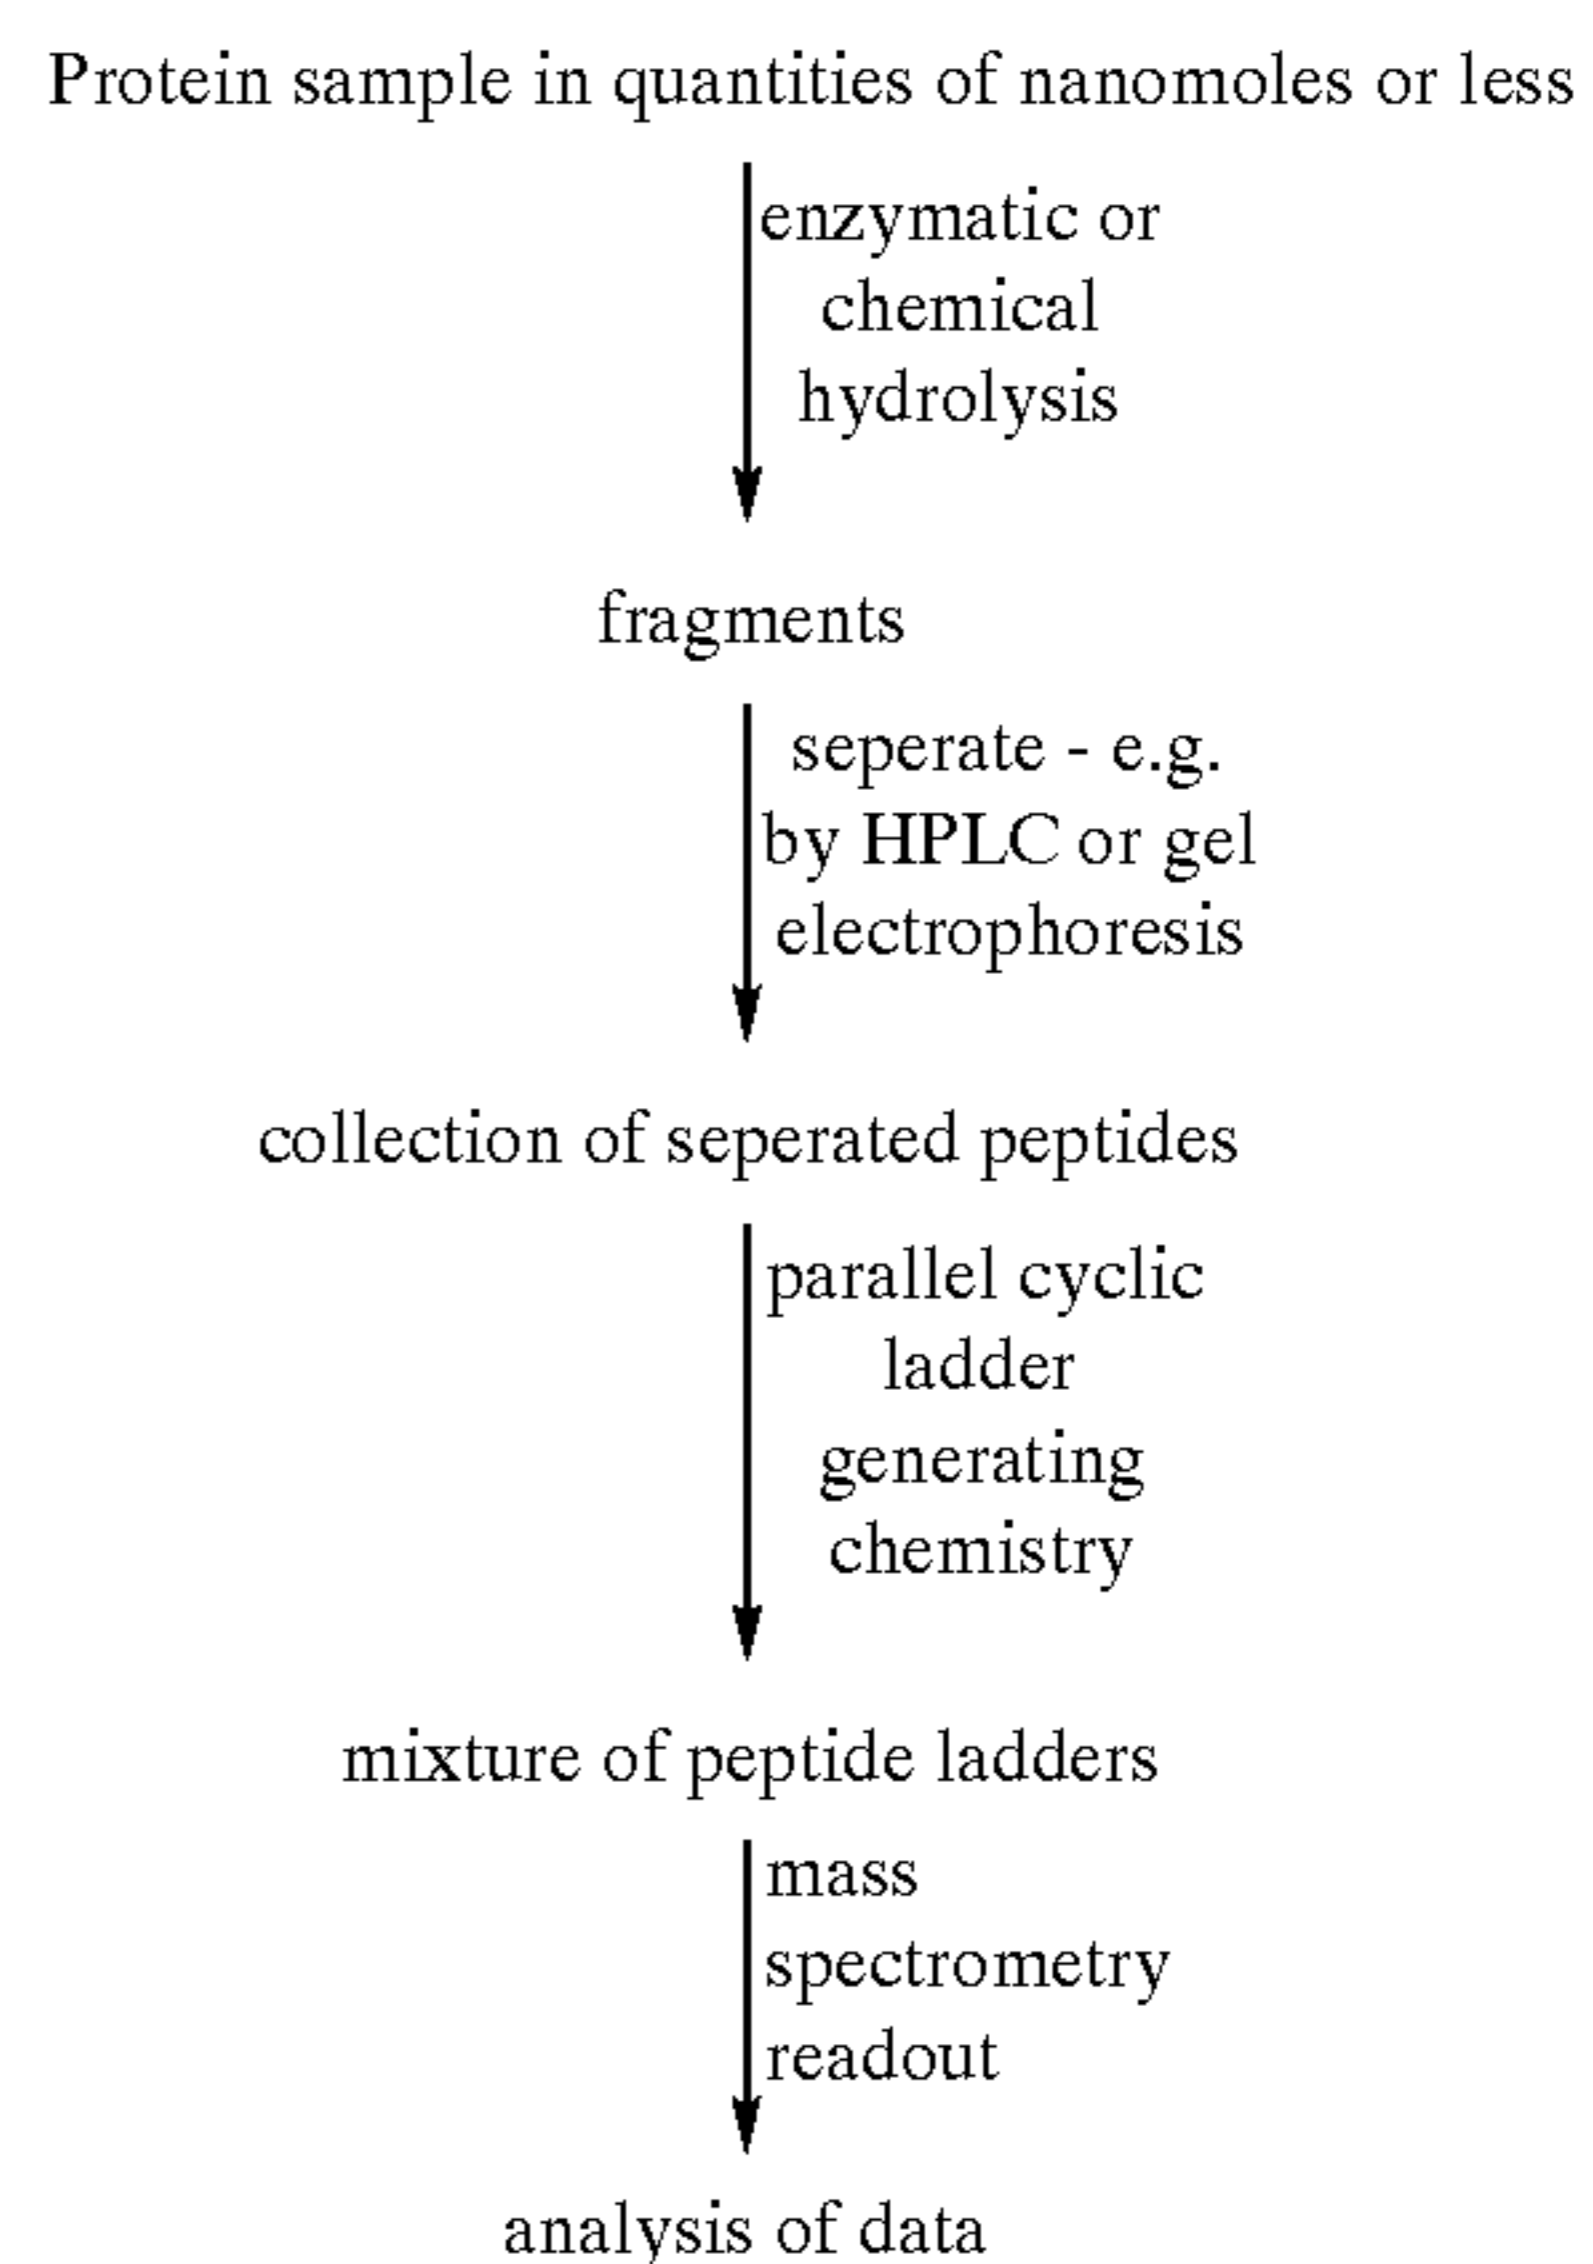 Protein sample in quantities of nanomoles or less
enzymatic or
chemical
hydrolysis
fragments
seperate - e.g.
by HPLC or gel
electrophoresis
collection of seperated peptides
parallel cyclic
ladder
generating
chemistry
mixture of peptide ladders
mass
spectrometry
readout
analysis of data